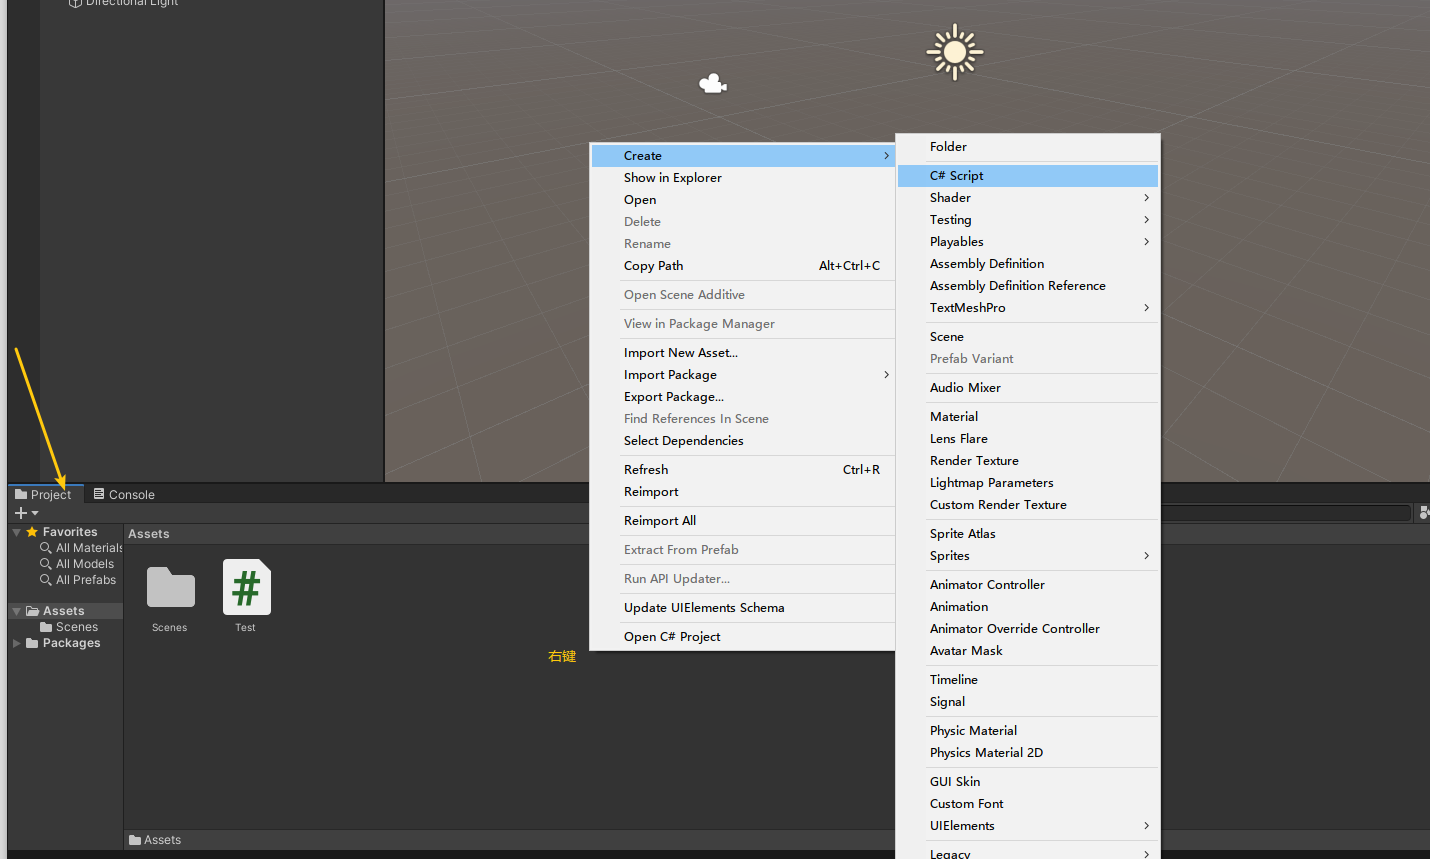 Directional Light
Create
Show in Explorer
Open
Delete
Rename
Copy Path Alt+Ctrl+C
Open Scene Additive
View in Package Manager
Import New Asset...
Import Package
Export Package...
Find References In Scene
Select Dependencies
Refresh Ctrl+R
Reimport
Reimport All
Extract From Prefab
Run API Updater...
Update UIElements Schema
Open C# Project
Folder
C# Script
Shader
Testing
Playables
Assembly Definition
Assembly Definition Reference
TextMeshPro
Scene
Prefab Variant
Audio Mixer
Material
Lens Flare
Render Texture
Lightmap Parameters
Custom Render Texture
Sprite Atlas
Sprites
Animator Controller
Animation
Animator Override Controller
Avatar Mask
Timeline
Signal
Physic Material
Physics Material 2D
GUI Skin
Custom Font
UIElements
Legacy
Project
Console
Favorites
All Materials
All Models
All Prefabs
Assets
Scenes
Packages
Assets
#
Scenes
Test
右键
Assets